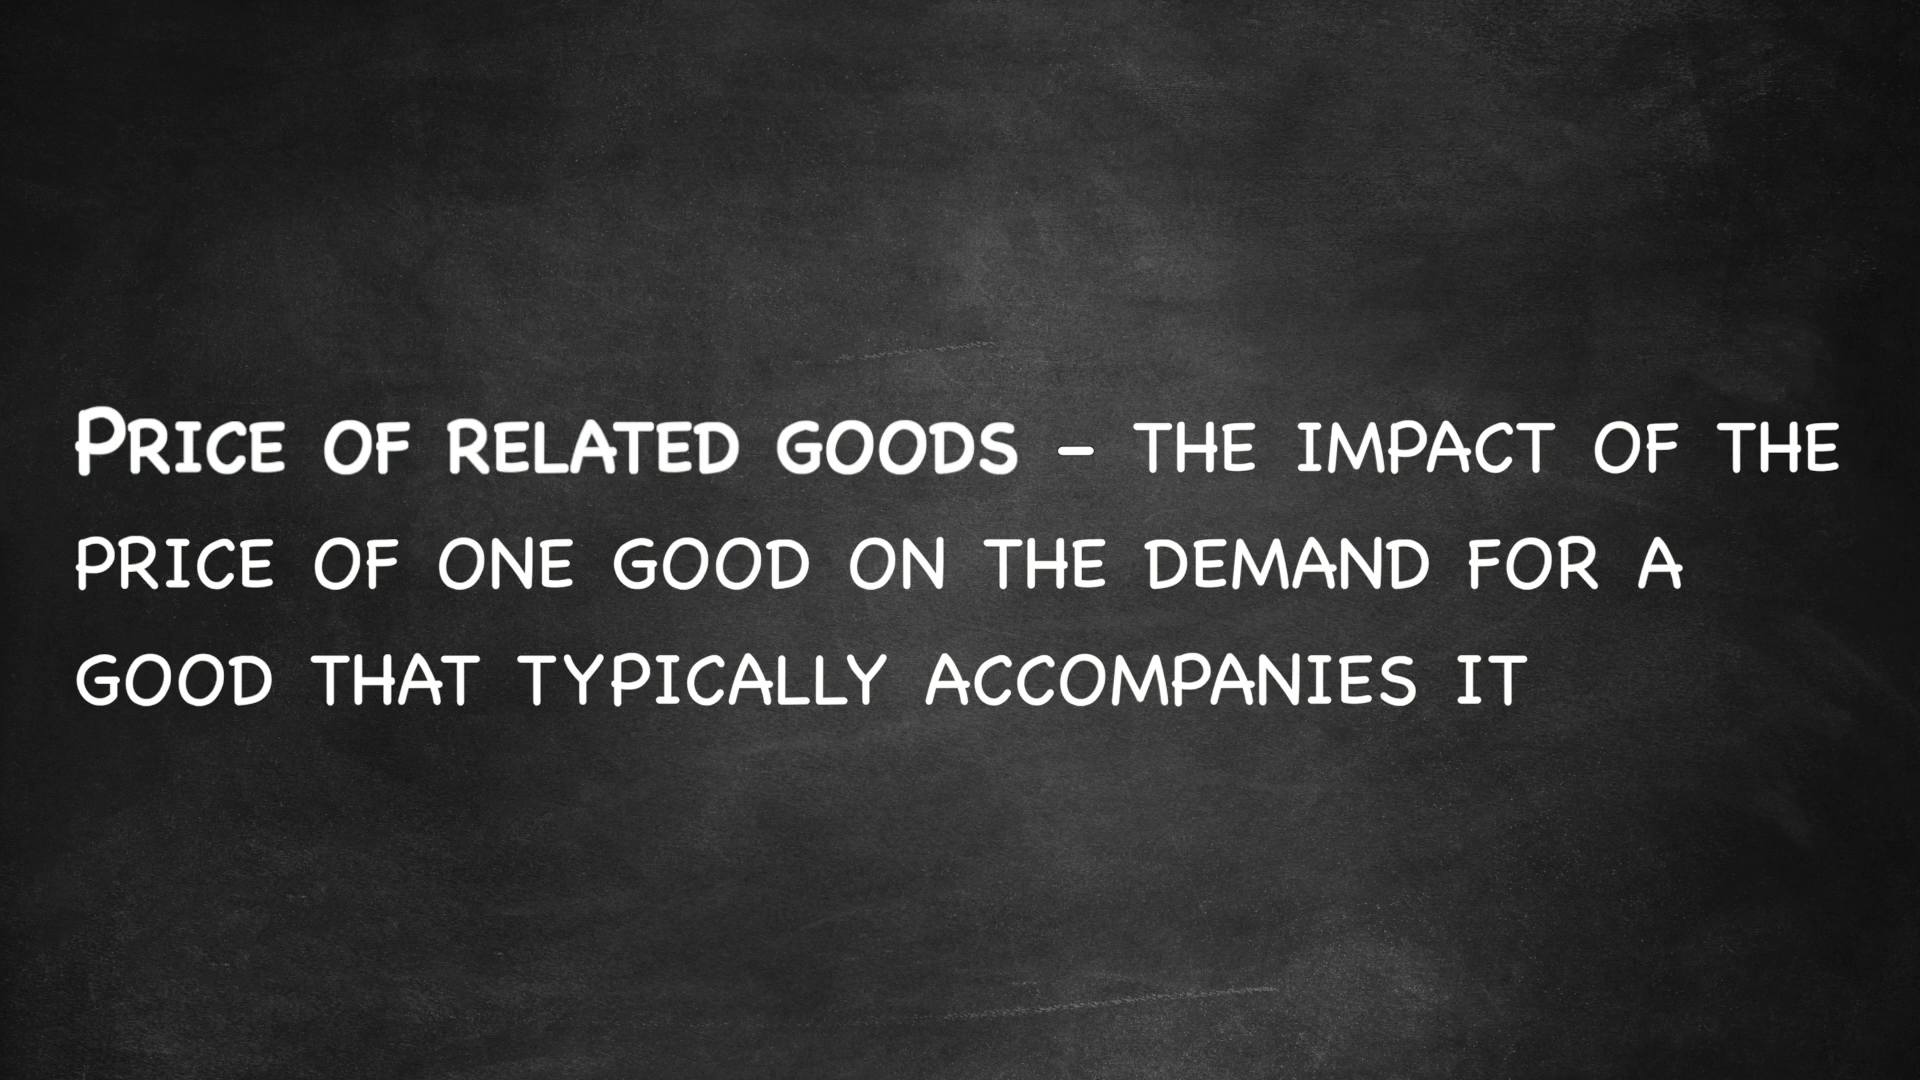 Price of related goods – the impact of the
price of one good on the demand for a
good that typically accompanies it